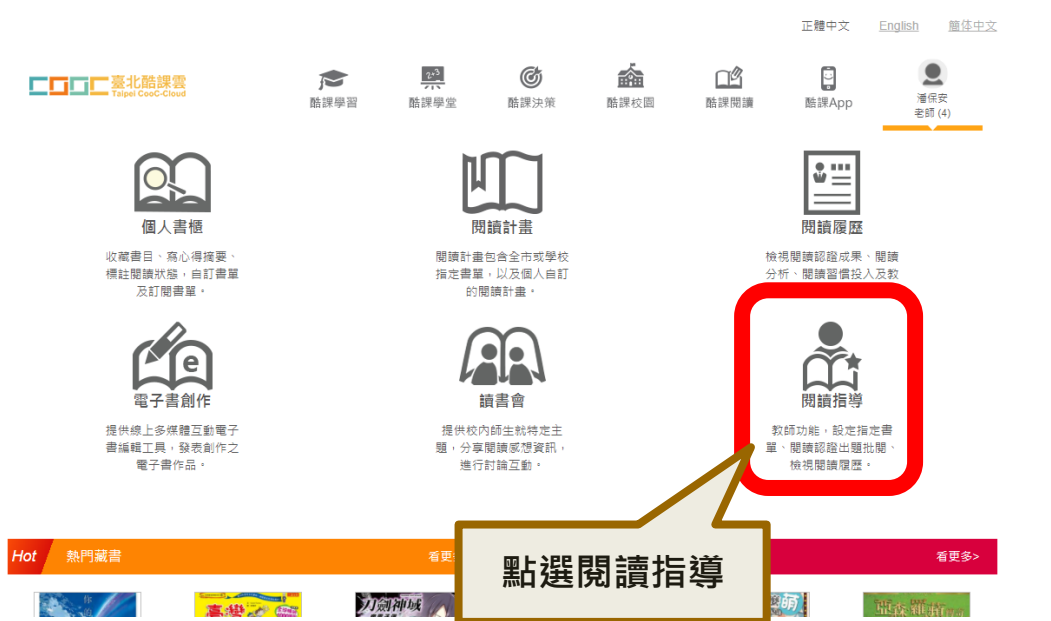 正體中文 English 簡体中文
臺北酷課雲
Taipei CooC-Cloud
酷課學習 酷課學堂 酷課決策 酷課校園 酷課閱讀 酷課App
潘保安
老師 (4)
個人書櫃
收藏書目、寫心得摘要、
標註閱讀狀態，自訂書單
及訂閱書單。
閱讀計畫
閱讀計畫包含全市或學校
指定書單，以及個人自訂
的閱讀計畫。
閱讀履歷
檢視閱讀認證成果、閱讀
分析、閱讀習慣投入及教
電子書創作
提供線上多媒體互動電子
書編輯工具，發表創作之
電子書作品。
讀書會
提供校內師生就特定主
題，分享閱讀感想資訊，
進行討論互動。
閱讀指導
教師功能，設定指定書
單、閱讀認證出題批閱、
檢視閱讀履歷。
Hot 熱門藏書 看更
看更多>
點選閱讀指導
刀劍神域